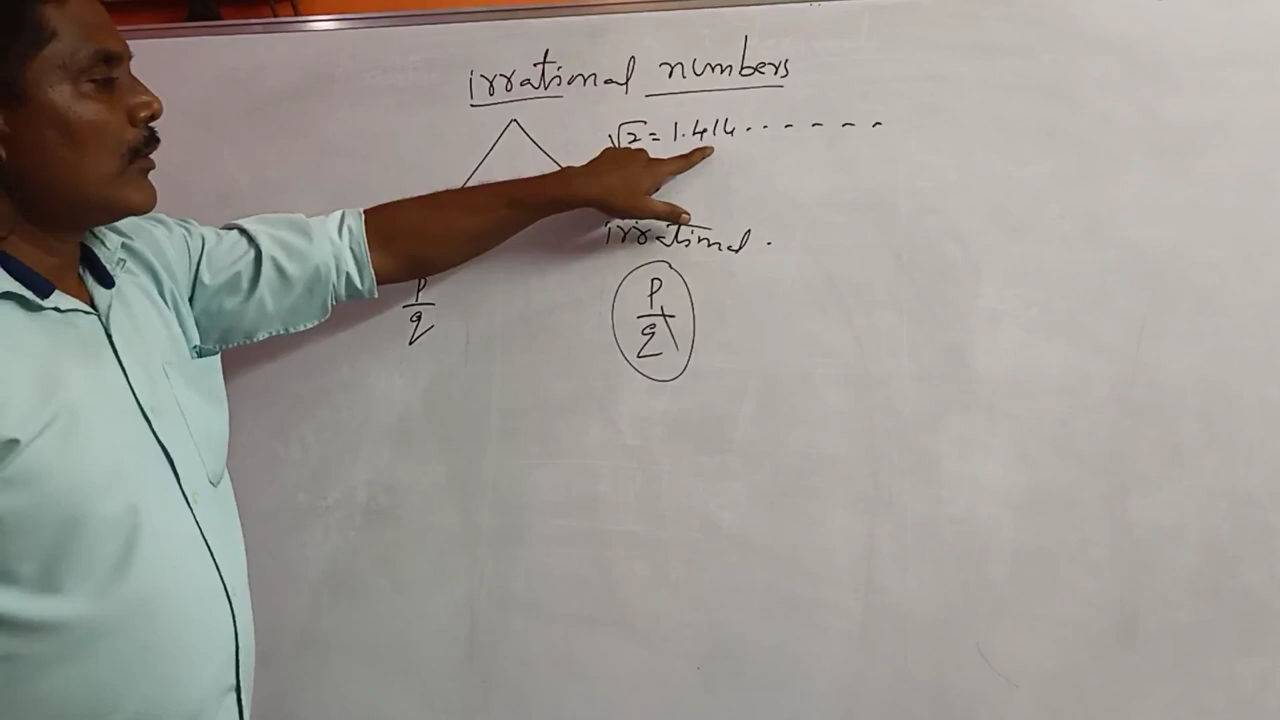 irrational numbers
√2 = 1.414 - - - - - -
irrational.
p/q
p/q